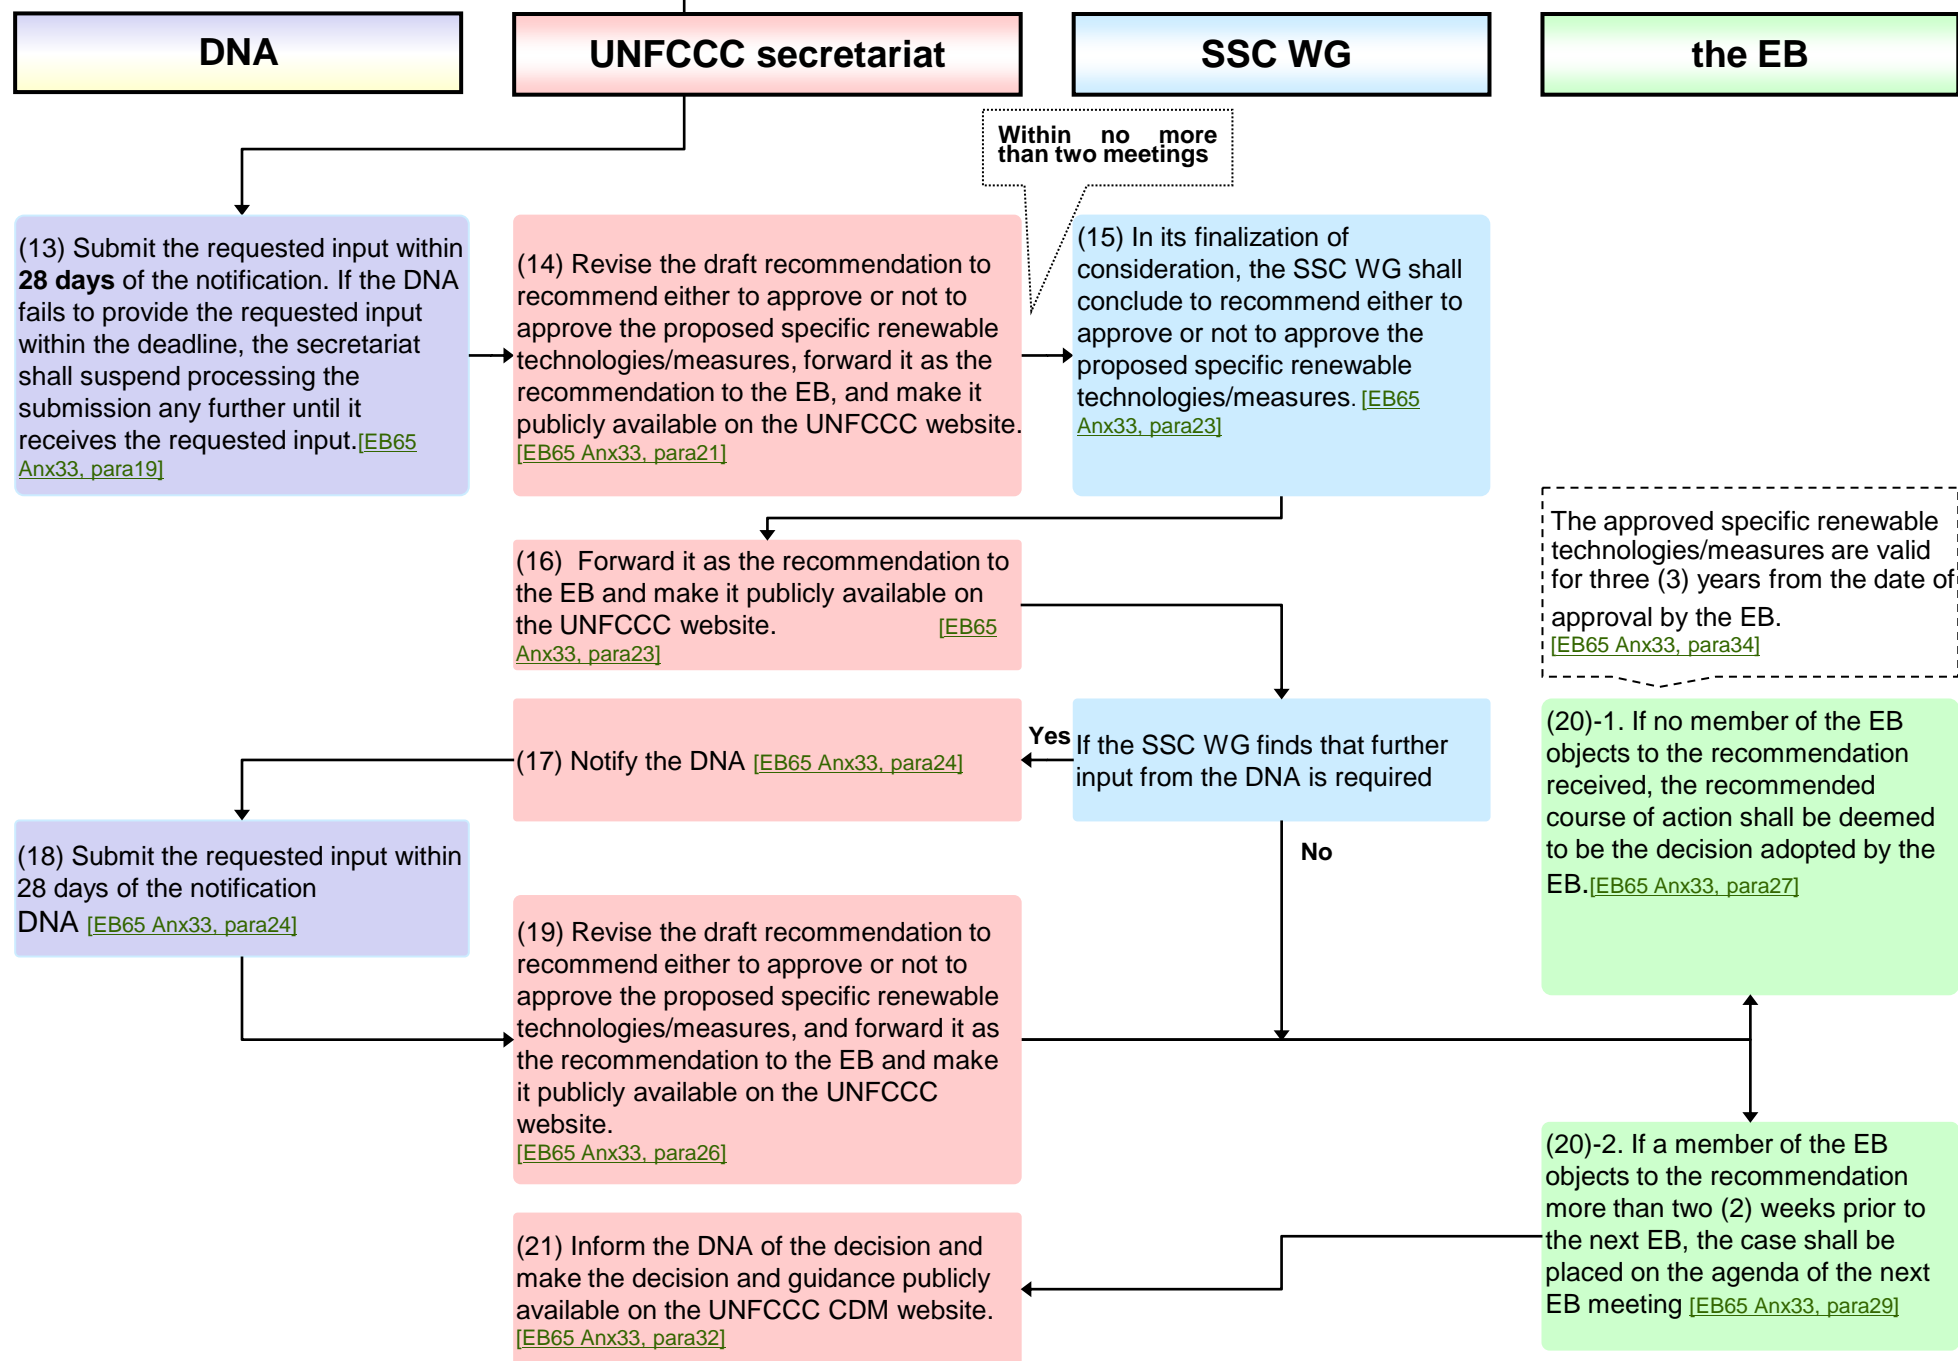 DNA
UNFCCC secretariat
SSC WG
the EB
Within no more
than two meetings
(13) Submit the requested input within
28 days of the notification. If the DNA
fails to provide the requested input
within the deadline, the secretariat
shall suspend processing the
submission any further until it
receives the requested input.[EB65
Anx33, para19]
(14) Revise the draft recommendation to
recommend either to approve or not to
approve the proposed specific renewable
technologies/measures, forward it as the
recommendation to the EB, and make it
publicly available on the UNFCCC website.
[EB65 Anx33, para21]
(15) In its finalization of
consideration, the SSC WG shall
conclude to recommend either to
approve or not to approve the
proposed specific renewable
technologies/measures. [EB65
Anx33, para23]
The approved specific renewable
technologies/measures are valid
for three (3) years from the date of
approval by the EB.
[EB65 Anx33, para34]
(16) Forward it as the recommendation to
the EB and make it publicly available on
the UNFCCC website. [EB65
Anx33, para23]
(17) Notify the DNA [EB65 Anx33, para24]
Yes
If the SSC WG finds that further
input from the DNA is required
No
(20)-1. If no member of the EB
objects to the recommendation
received, the recommended
course of action shall be deemed
to be the decision adopted by the
EB.[EB65 Anx33, para27]
(18) Submit the requested input within
28 days of the notification
DNA [EB65 Anx33, para24]
(19) Revise the draft recommendation to
recommend either to approve or not to
approve the proposed specific renewable
technologies/measures, and forward it as
the recommendation to the EB and make
it publicly available on the UNFCCC
website.
[EB65 Anx33, para26]
(20)-2. If a member of the EB
objects to the recommendation
more than two (2) weeks prior to
the next EB, the case shall be
placed on the agenda of the next
EB meeting [EB65 Anx33, para29]
(21) Inform the DNA of the decision and
make the decision and guidance publicly
available on the UNFCCC CDM website.
[EB65 Anx33, para32]